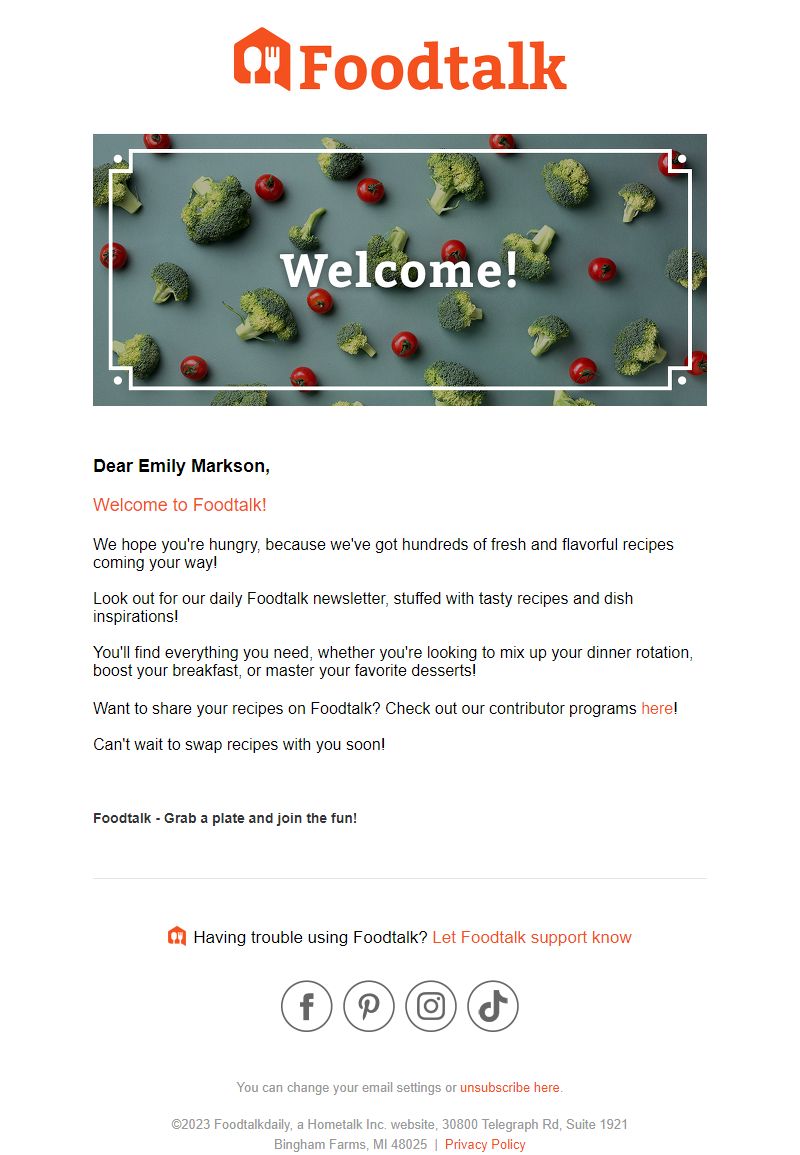 Foodtalk
Welcome!
Dear Emily Markson,
Welcome to Foodtalk!
We hope you're hungry, because we've got hundreds of fresh and flavorful recipes
coming your way!
Look out for our daily Foodtalk newsletter, stuffed with tasty recipes and dish
inspirations!
You'll find everything you need, whether you're looking to mix up your dinner rotation,
boost your breakfast, or master your favorite desserts!
Want to share your recipes on Foodtalk? Check out our contributor programs here!
Can't wait to swap recipes with you soon!
Foodtalk - Grab a plate and join the fun!
Having trouble using Foodtalk? Let Foodtalk support know
You can change your email settings or unsubscribe here.
©2023 Foodtalkdaily, a Hometalk Inc. website, 30800 Telegraph Rd, Suite 1921
Bingham Farms, MI 48025 | Privacy Policy